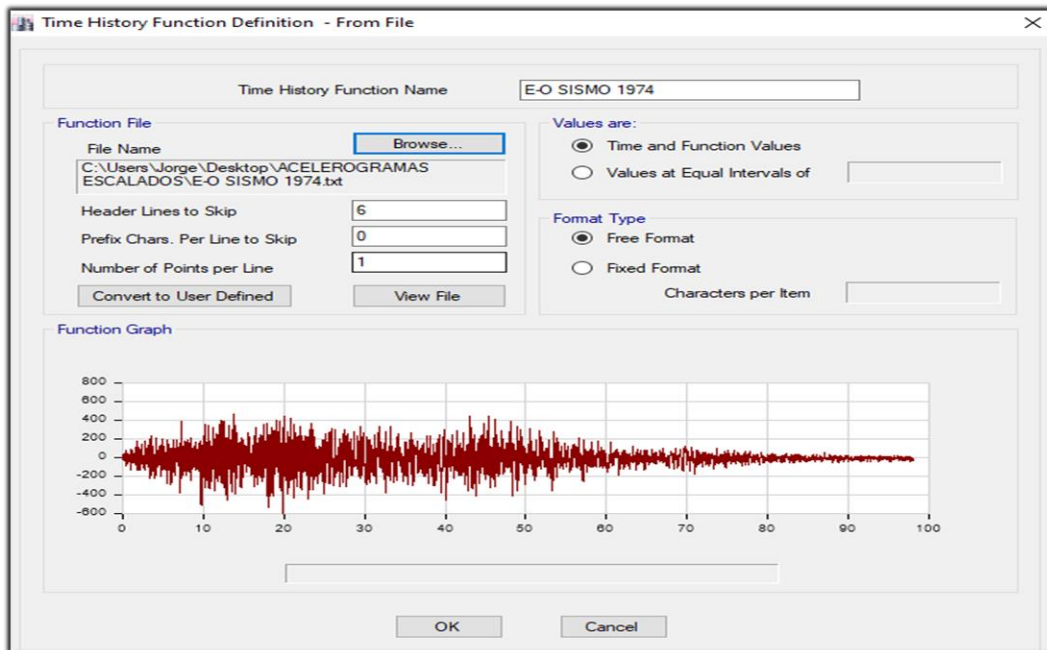 Time History Function Definition - From File
Time History Function Name
E-O SISMO 1974
Function File
File Name
Browse...
C:\Users\Jorge\Desktop\ACELEROGRAMAS
ESCALADOS\E-O SISMO 1974.txt
Header Lines to Skip
6
Prefix Chars. Per Line to Skip
0
Number of Points per Line
1
Convert to User Defined
View File
Values are:
Time and Function Values
Values at Equal Intervals of
Format Type
Free Format
Fixed Format
Characters per Item
Function Graph
800
600
400
200
0
-200
-400
-600
0 10 20 30 40 50 60 70 80 90 100
OK
Cancel